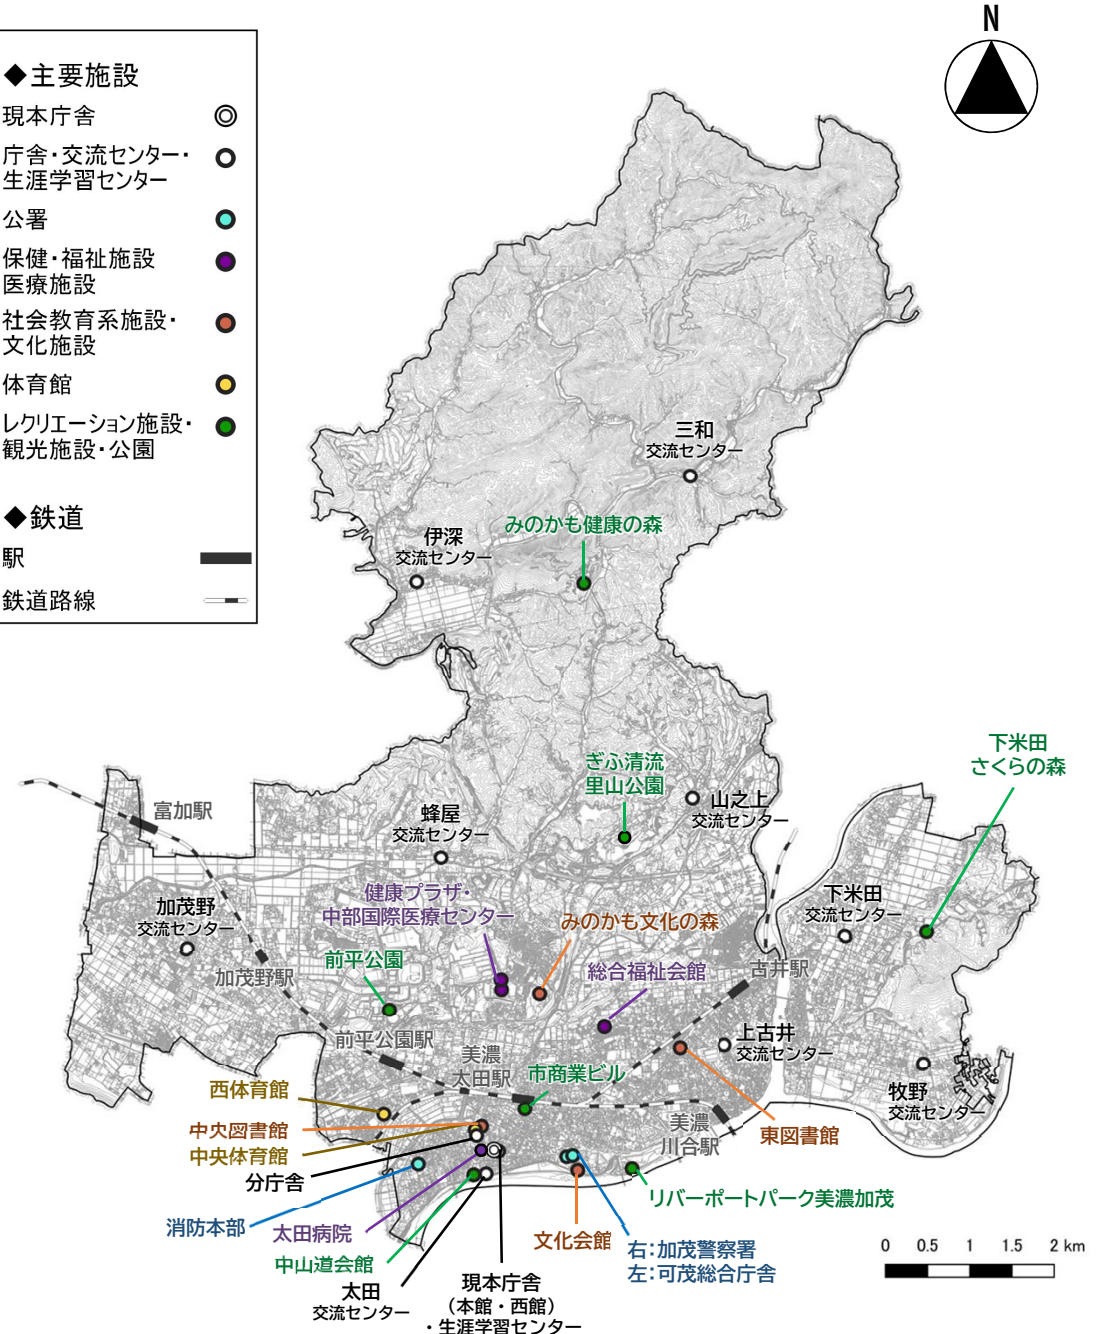 N
◆主要施設
現本庁舎
庁舎・交流センター・
生涯学習センター
公署
保健・福祉施設
医療施設
社会教育系施設・
文化施設
体育館
レクリエーション施設・
観光施設・公園
◆鉄道
駅
鉄道路線
三和
交流センター
みのかも健康の森
伊深
交流センター
下米田
さくらの森
ぎふ清流
里山公園
山之上
交流センター
富加駅
蜂屋
交流センター
健康プラザ・
中部国際医療センター
加茂野
交流センター
下米田
交流センター
みのかも文化の森
前平公園
加茂野駅
総合福祉会館
古井駅
前平公園駅
美濃
太田駅
上古井
交流センター
市商業ビル
西体育館
牧野
交流センター
中央図書館
美濃
川合駅
東図書館
中央体育館
分庁舎
リバーポートパーク美濃加茂
消防本部
太田病院
文化会館
右：加茂警察署
左：可茂総合庁舎
中山道会館
太田
交流センター
現本庁舎
（本館・西館）
・生涯学習センター
0 0.5 1 1.5 2 km